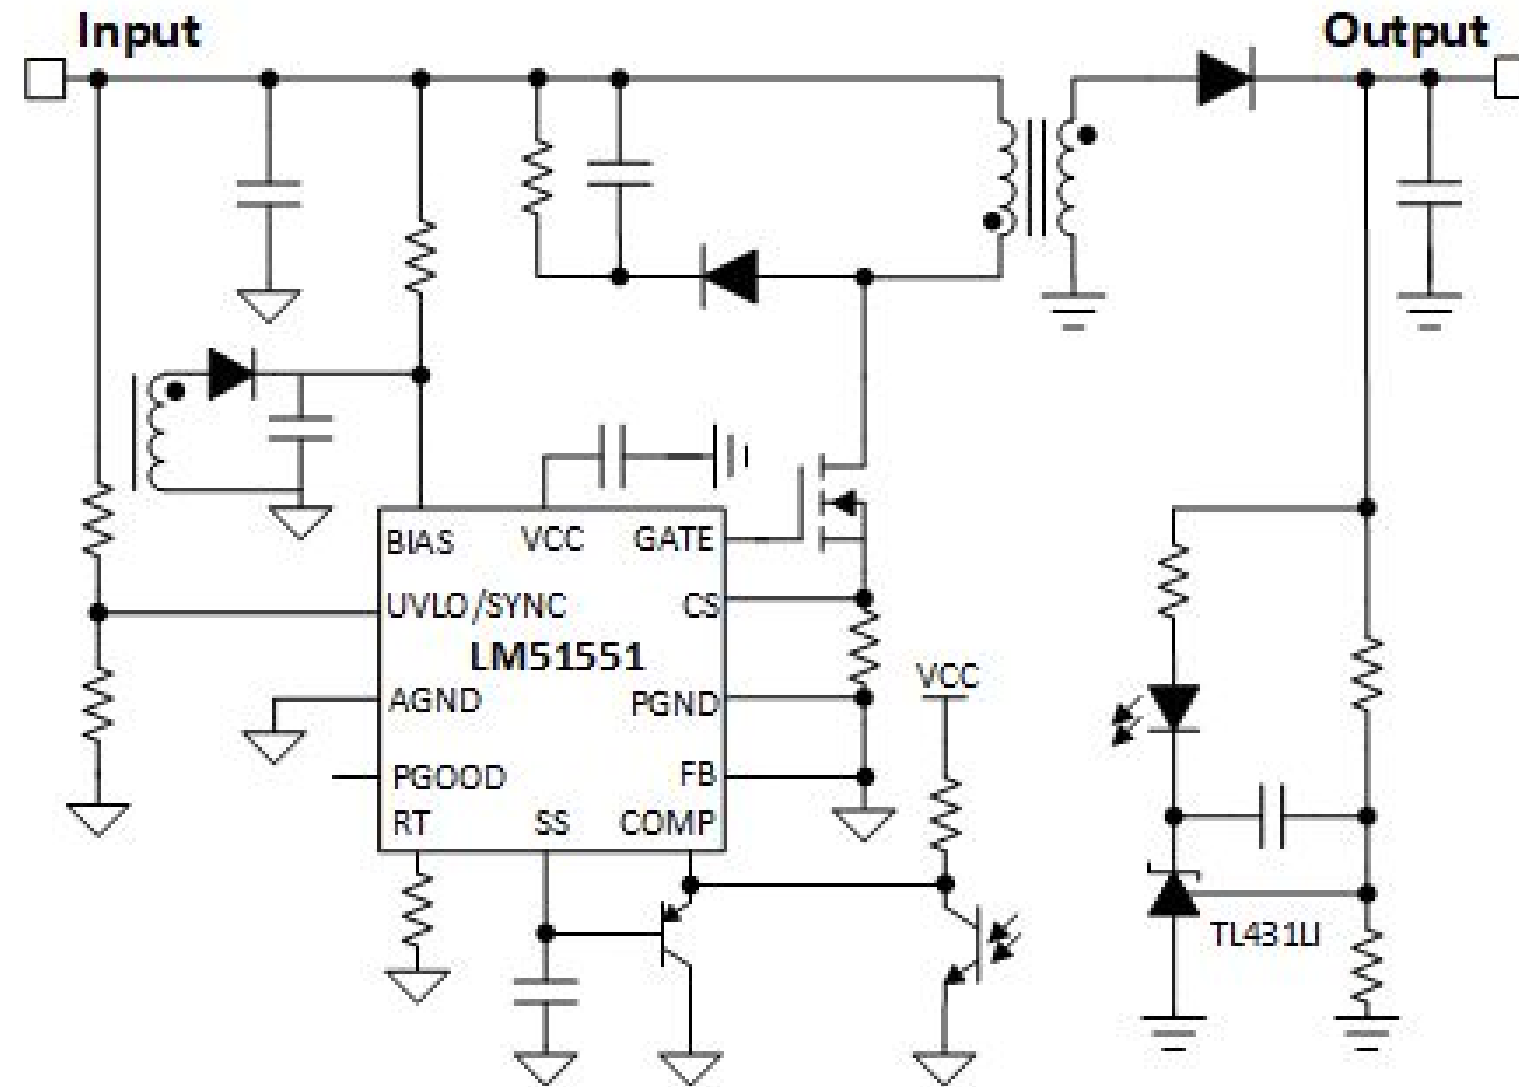 Input
Output
BIAS
VCC
GATE
UVLO/SYNC
CS
LM51551
AGND
PGND
VCC
PGOOD
FB
RT
SS
COMP
TL431LI